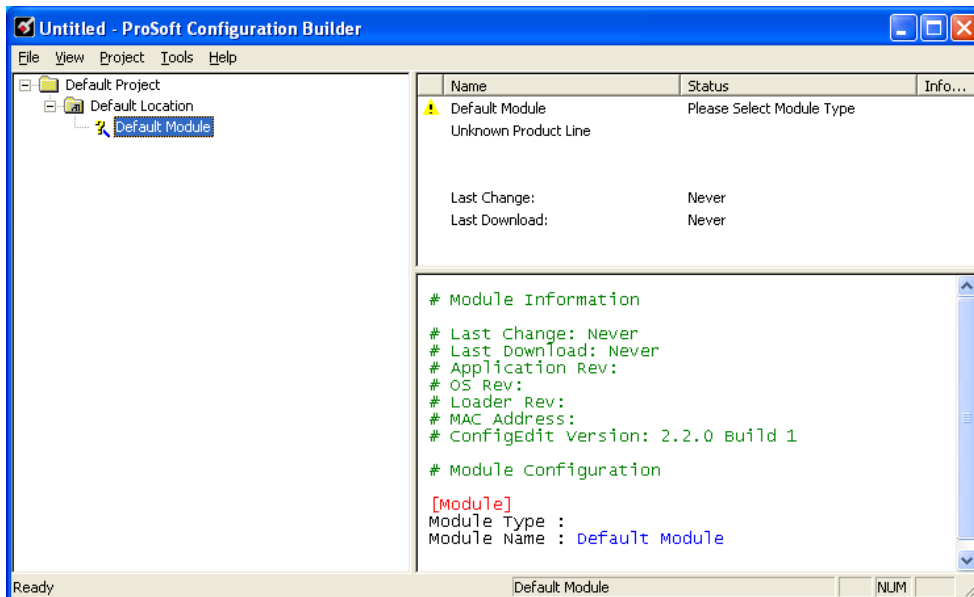 Untitled - ProSoft Configuration Builder
File View Project Tools Help
Default Project
Default Location
Default Module
Name Status Info...
Default Module Please Select Module Type
Unknown Product Line
Last Change: Never
Last Download: Never
# Module Information
# Last Change: Never
# Last Download: Never
# Application Rev:
# OS Rev:
# Loader Rev:
# MAC Address:
# ConfigEdit Version: 2.2.0 Build 1
# Module Configuration
[Module]
Module Type :
Module Name : Default Module
Ready Default Module NUM